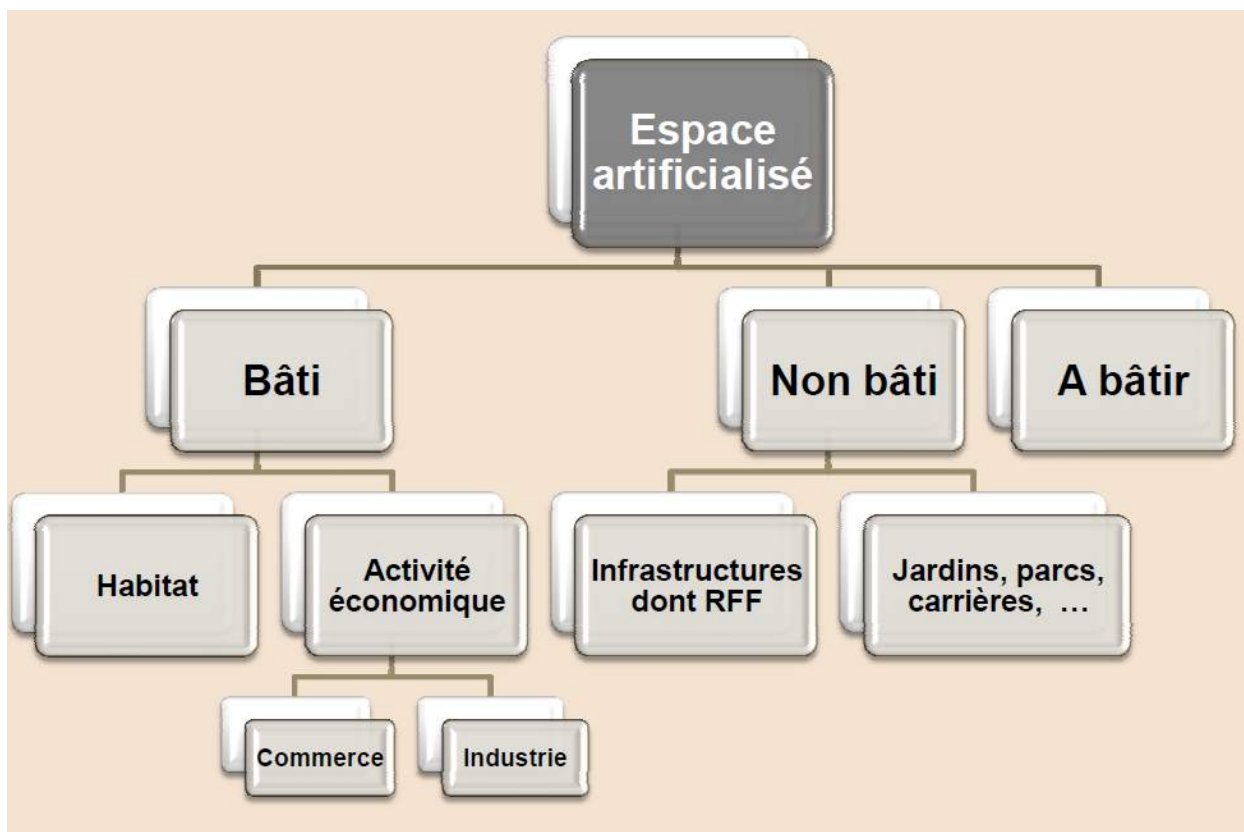 Espace
artificialisé
Bâti
Non bâti
A bâtir
Habitat
Activité
économique
Infrastructures
dont RFF
Jardins, parcs,
carrières, ...
Commerce
Industrie